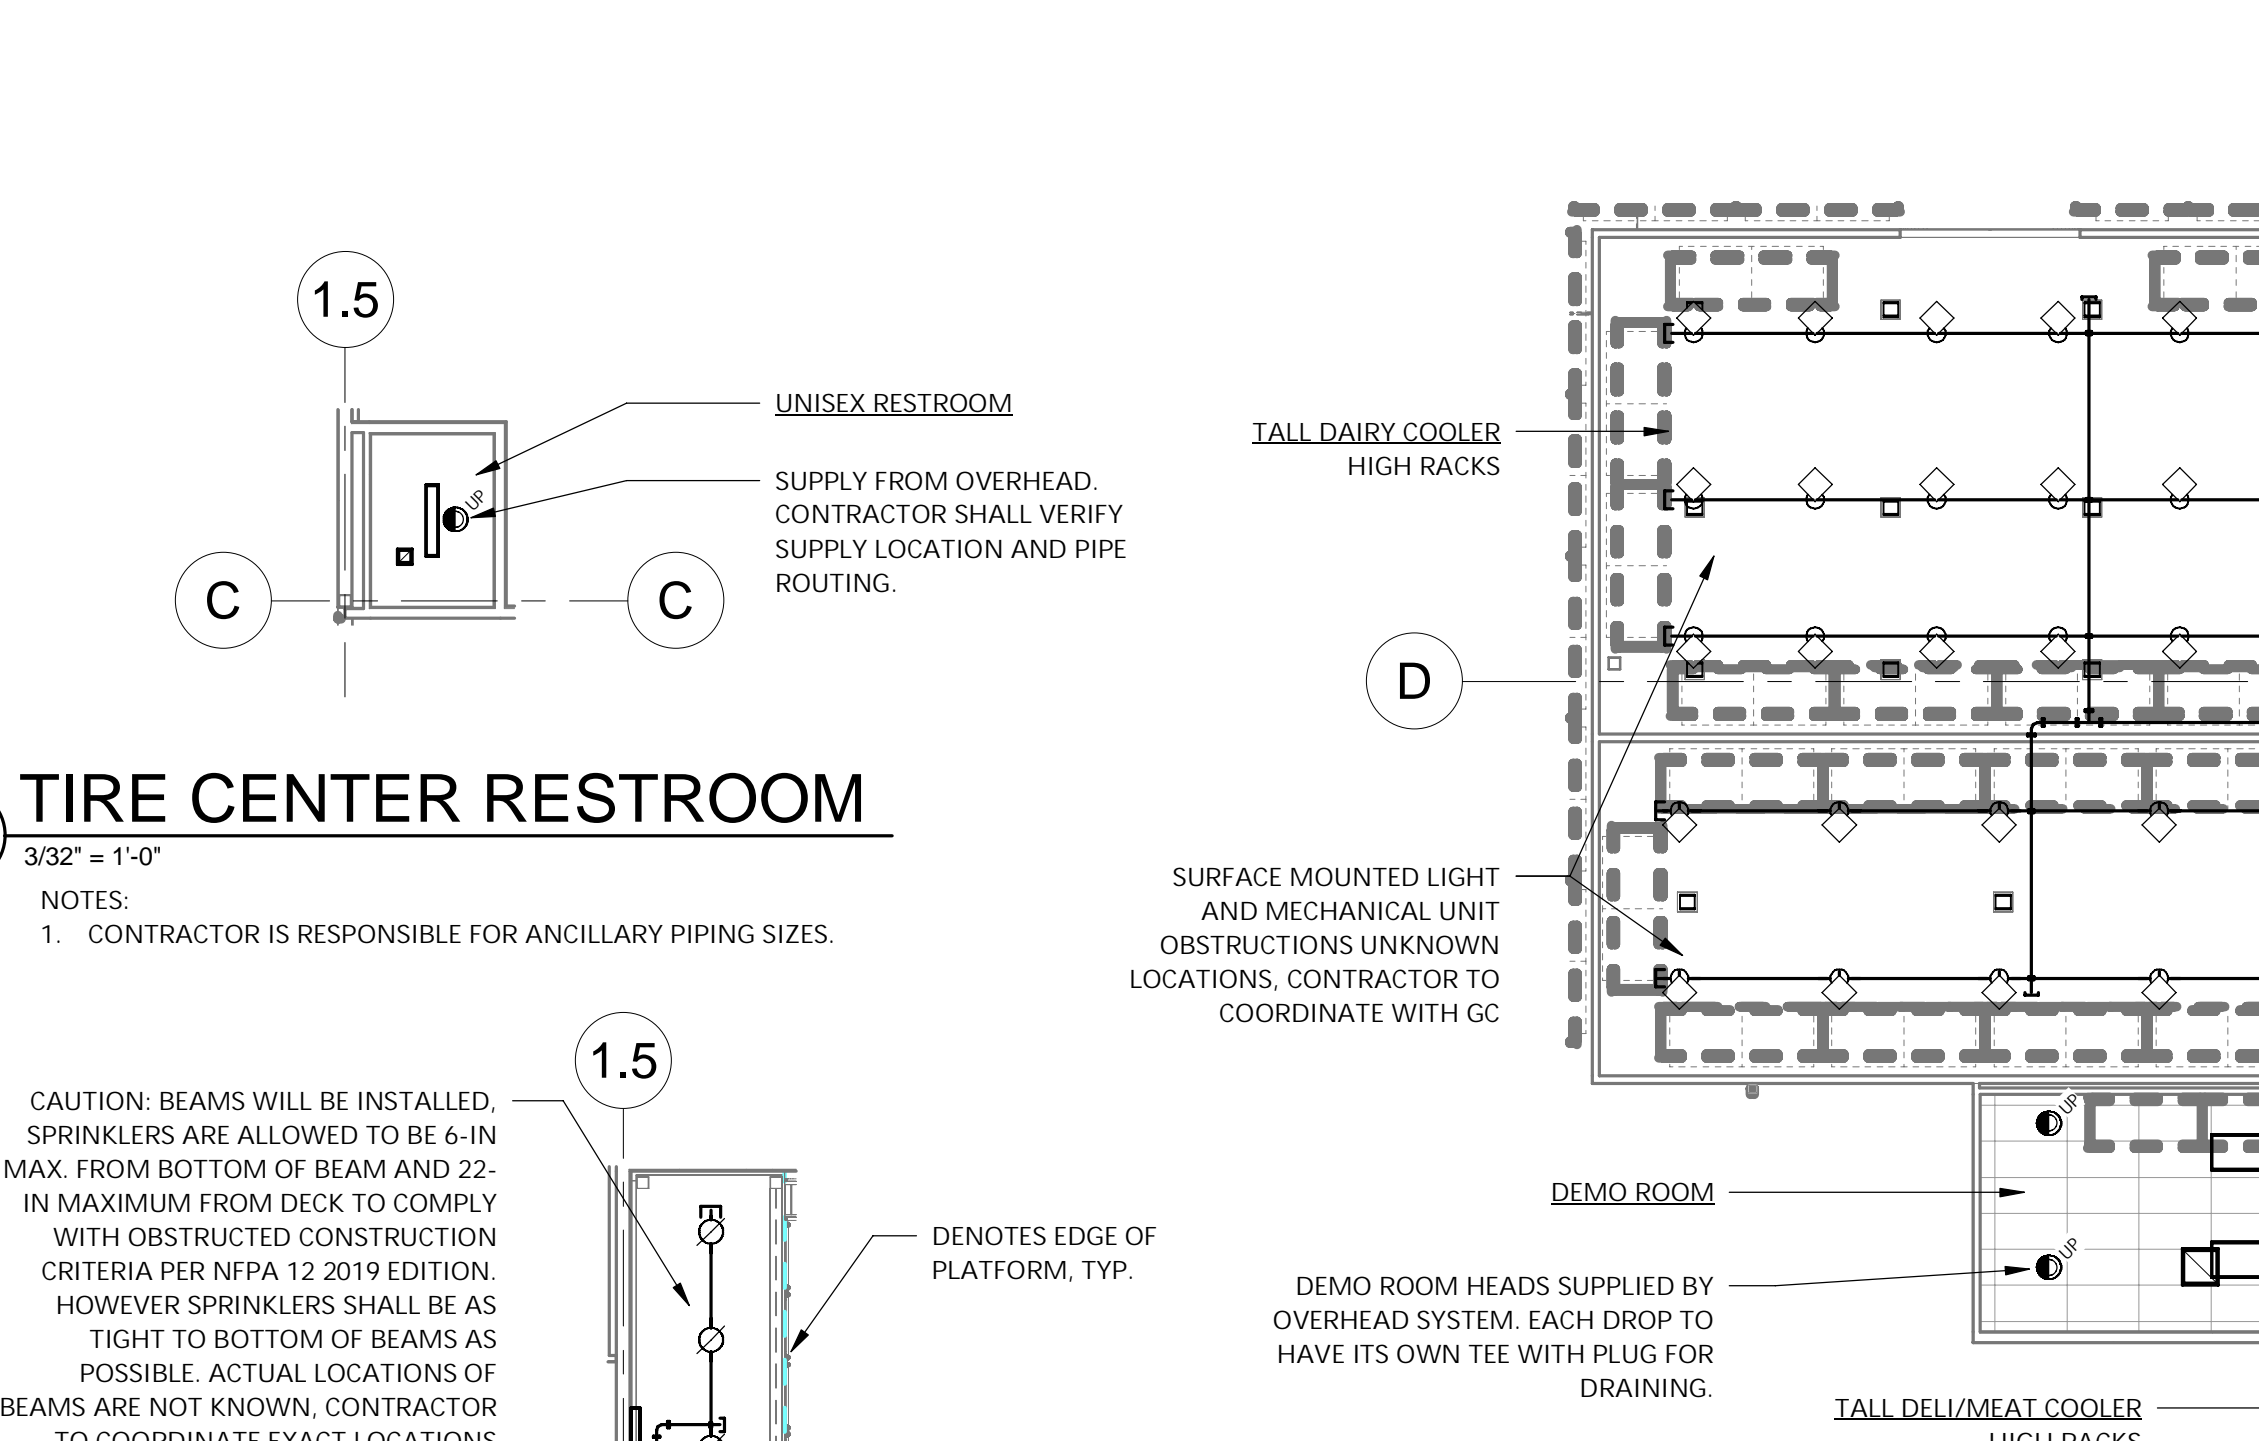 1.5
UNISEX RESTROOM
SUPPLY FROM OVERHEAD.
CONTRACTOR SHALL VERIFY
SUPPLY LOCATION AND PIPE
ROUTING.
UP
C
C
TIRE CENTER RESTROOM
3/32" = 1'-0"
NOTES:
1. CONTRACTOR IS RESPONSIBLE FOR ANCILLARY PIPING SIZES.
1.5
CAUTION: BEAMS WILL BE INSTALLED,
SPRINKLERS ARE ALLOWED TO BE 6-IN
MAX. FROM BOTTOM OF BEAM AND 22-
IN MAXIMUM FROM DECK TO COMPLY
WITH OBSTRUCTED CONSTRUCTION
CRITERIA PER NFPA 12 2019 EDITION.
HOWEVER SPRINKLERS SHALL BE AS
TIGHT TO BOTTOM OF BEAMS AS
POSSIBLE. ACTUAL LOCATIONS OF
BEAMS ARE NOT KNOWN, CONTRACTOR
TO COORDINATE EXACT LOCATIONS
DENOTES EDGE OF
PLATFORM, TYP.
TALL DAIRY COOLER
HIGH RACKS
D
SURFACE MOUNTED LIGHT
AND MECHANICAL UNIT
OBSTRUCTIONS UNKNOWN
LOCATIONS, CONTRACTOR TO
COORDINATE WITH GC
UP
DEMO ROOM
UP
DEMO ROOM HEADS SUPPLIED BY
OVERHEAD SYSTEM. EACH DROP TO
HAVE ITS OWN TEE WITH PLUG FOR
DRAINING.
TALL DELI/MEAT COOLER
HIGH RACKS